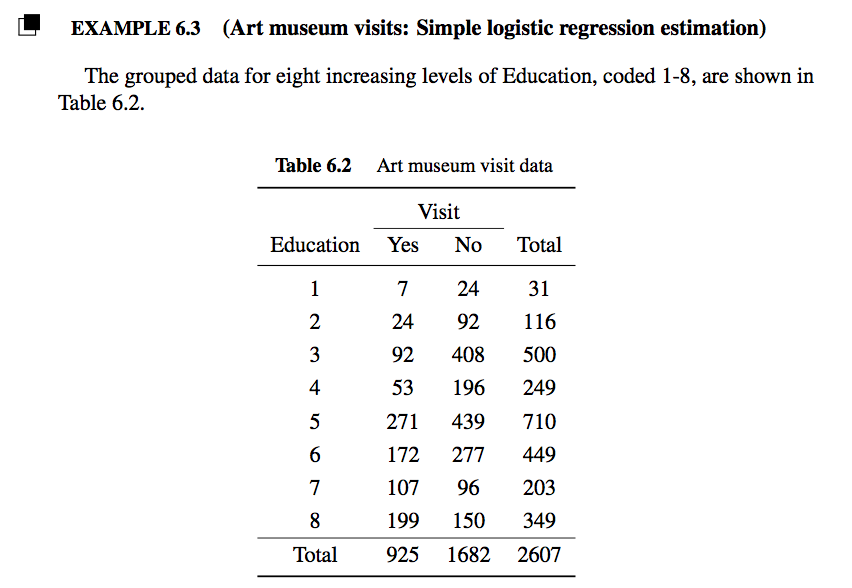 EXAMPLE 6.3 (Art museum visits: Simple logistic regression estimation)
The grouped data for eight increasing levels of Education, coded 1-8, are shown in
Table 6.2.
Table 6.2 Art museum visit data
Visit
Education Yes No Total
1 7 24 31
2 24 92 116
3 92 408 500
4 53 196 249
5 271 439 710
6 172 277 449
7 107 96 203
8 199 150 349
Total 925 1682 2607